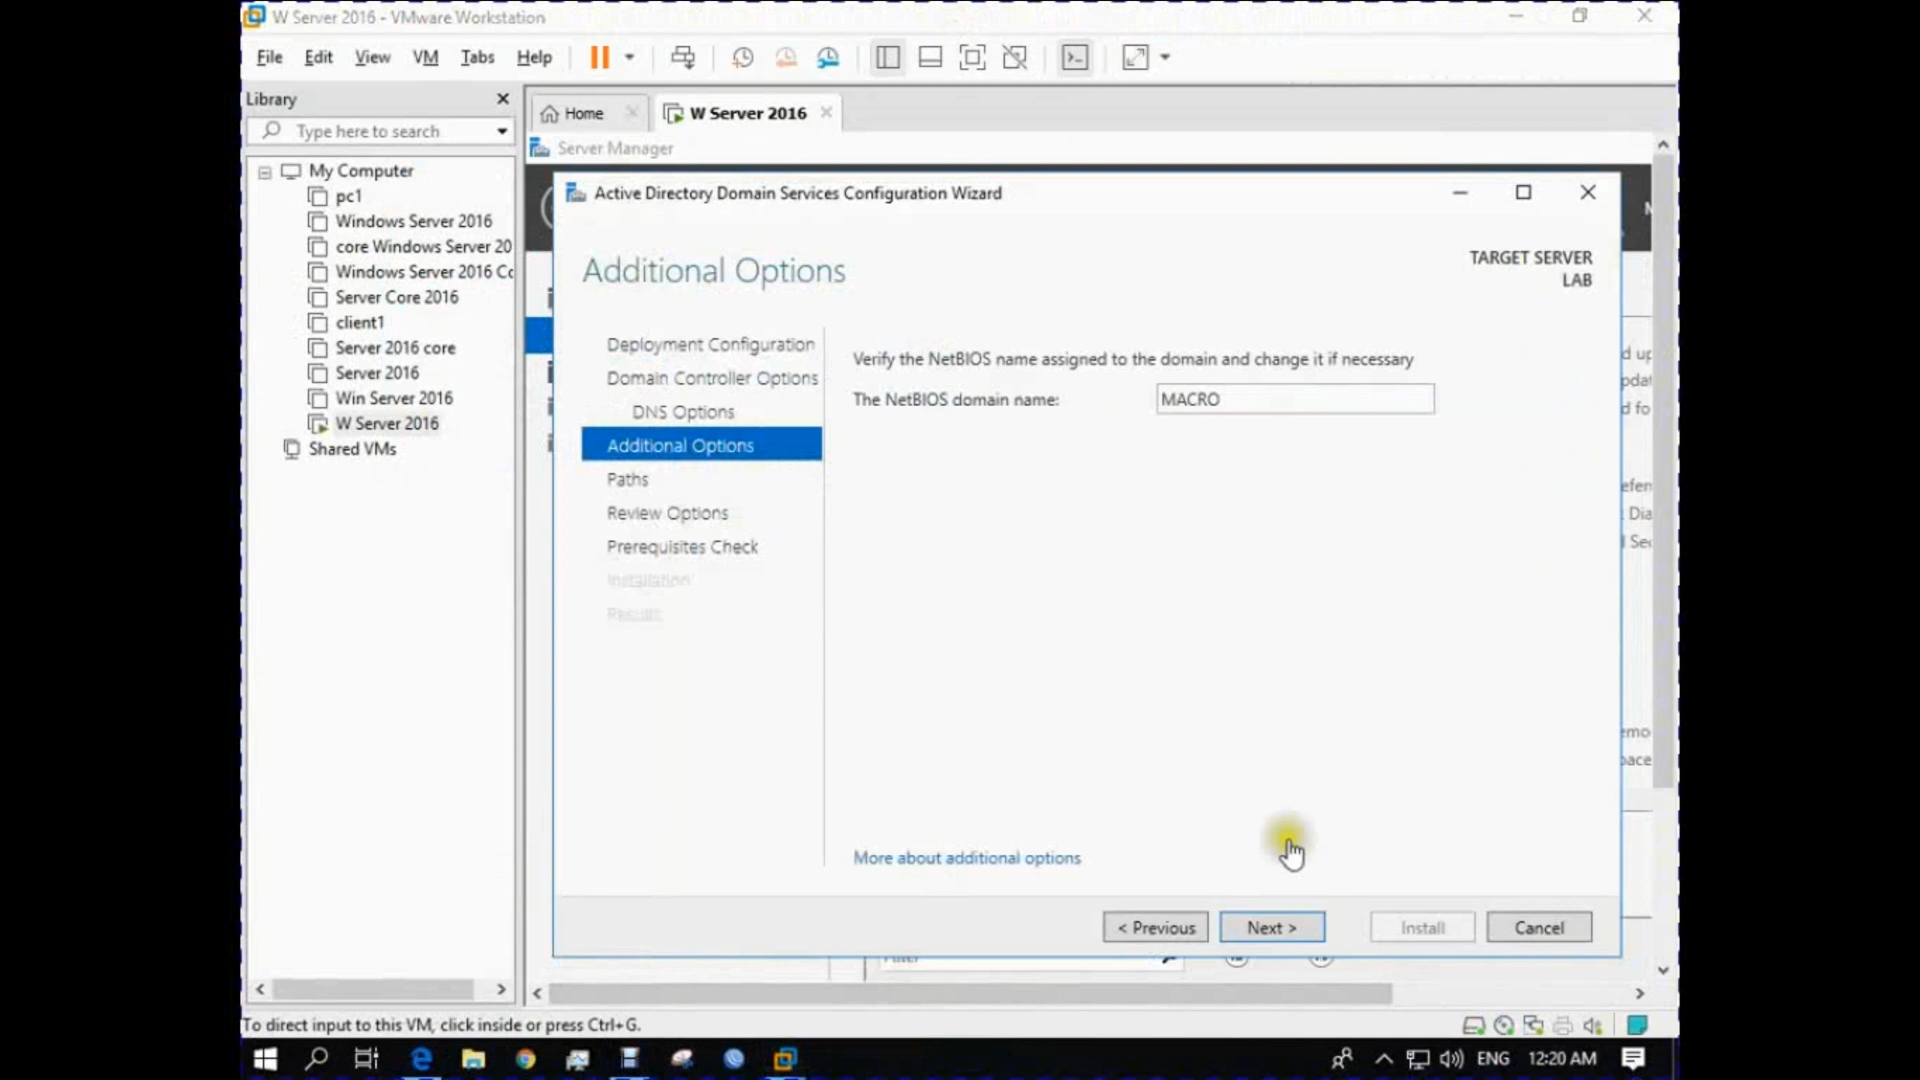 W Server 2016 - VMware Workstation
File Edit View VM Tabs Help
Library
Type here to search
My Computer
pc1
Windows Server 2016
core Windows Server 20
Windows Server 2016 Co
Server Core 2016
client1
Server 2016 core
Server 2016
Win Server 2016
W Server 2016
Shared VMs
Home
W Server 2016
Server Manager
Active Directory Domain Services Configuration Wizard
Additional Options
TARGET SERVER
LAB
Deployment Configuration
Domain Controller Options
DNS Options
Additional Options
Paths
Review Options
Prerequisites Check
Installation
Results
Verify the NetBIOS name assigned to the domain and change it if necessary
The NetBIOS domain name: MACRO
More about additional options
< Previous Next > Install Cancel
To direct input to this VM, click inside or press Ctrl+G.
ENG 12:20 AM